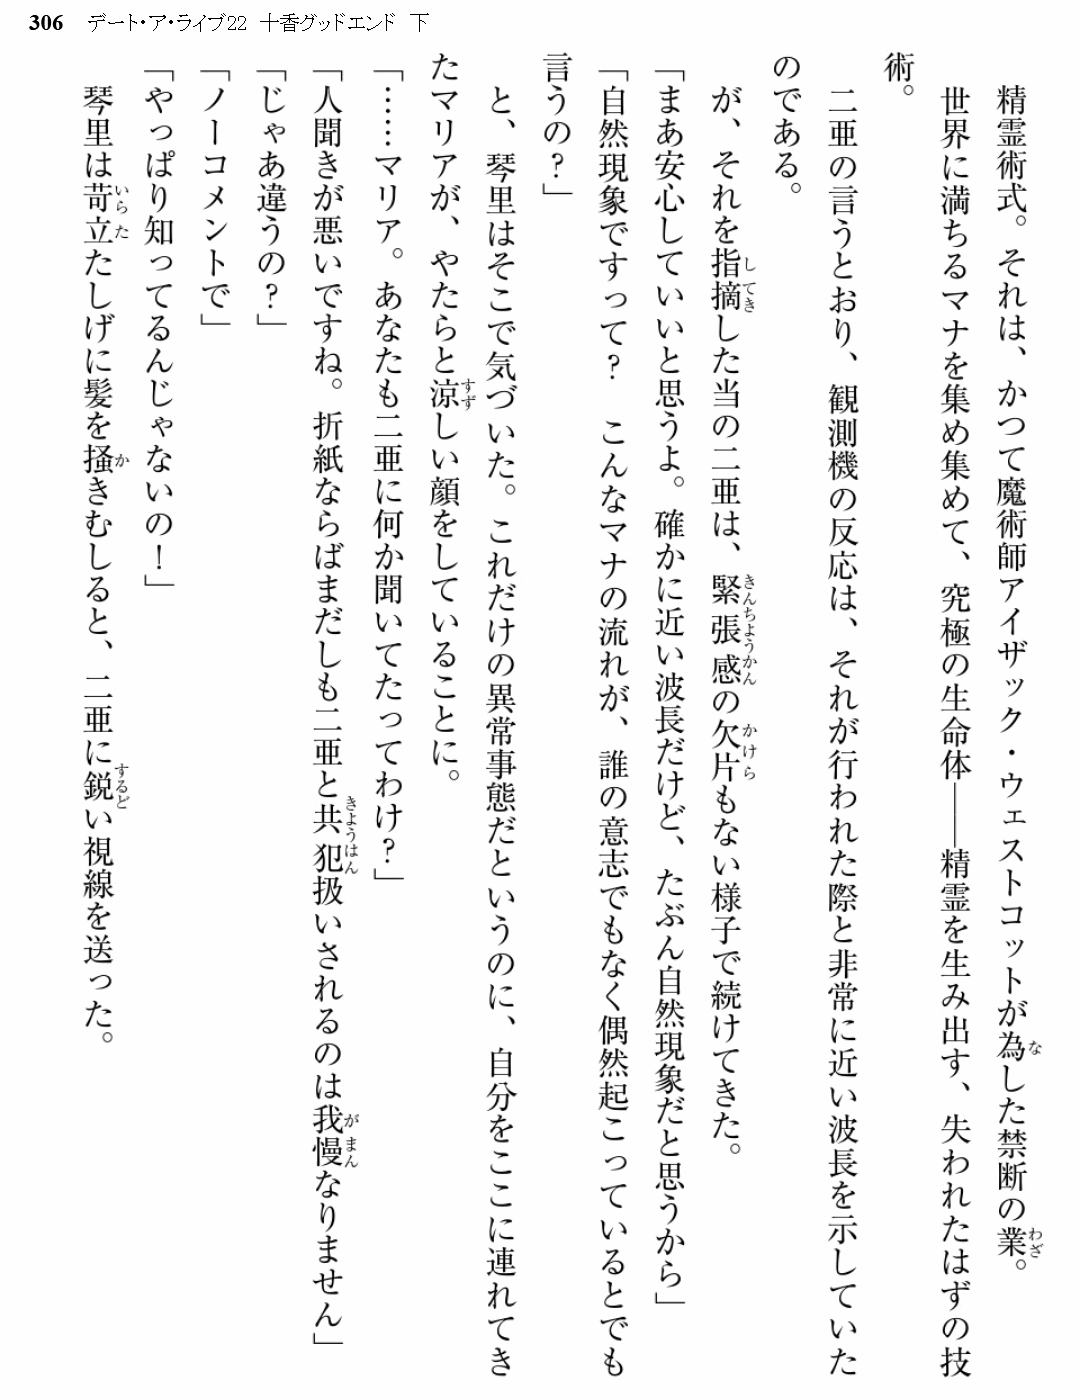 306 デート・ア・ライブ22 十香グッドエンド 下
精霊術式。それは、かつて魔術師アイザック・ウェストコットが為した禁断の業。
世界に満ちるマナを集め集めて、究極の生命体――精霊を生み出す、失われたはずの技
術。
二亜の言うとおり、観測機の反応は、それが行われた際と非常に近い波長を示していた
のである。
が、それを指摘した当の二亜は、緊張感の欠片もない様子で続けてきた。
「まあ安心していいと思うよ。確かに近い波長だけど、たぶん自然現象だと思うから」
「自然現象ですって? こんなマナの流れが、誰の意志でもなく偶然起こっているとでも
言うの?」
と、琴里はそこで気づいた。これだけの異常事態だというのに、自分をここに連れてき
たマリアが、やたらと涼しい顔をしていることに。
「……マリア。あなたも二亜に何か聞いてたってわけ?」
「人聞きが悪いですね。折紙ならばまだしも二亜と共犯扱いされるのは我慢なりません」
「じゃあ違うの?」
「ノーコメントで」
「やっぱり知ってるんじゃないの!」
琴里は苛立たしげに髪を掻きむしると、二亜に鋭い視線を送った。